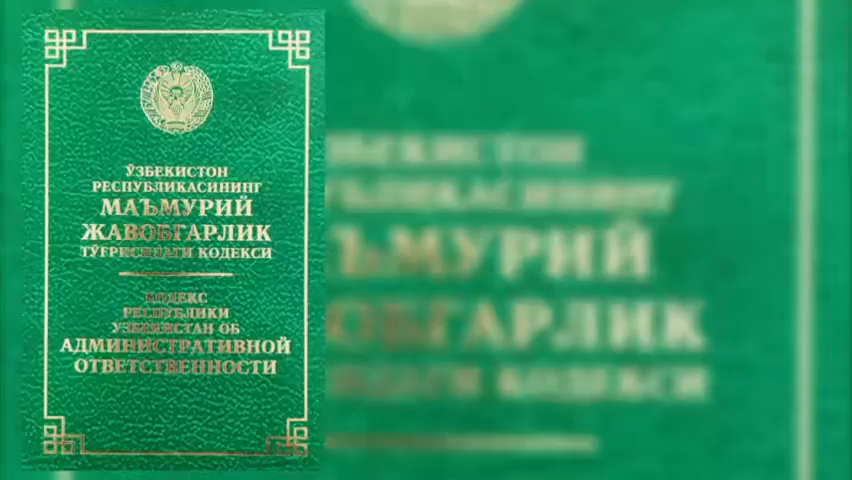 ЎЗБЕКИСТОН
РЕСПУБЛИКАСИНИНГ
МАЪМУРИЙ
ЖАВОБГАРЛИК
ТЎҒРИСИДАГИ КОДЕКСИ
КОДЕКС
РЕСПУБЛИКИ
УЗБЕКИСТАН ОБ
АДМИНИСТРАТИВНОЙ
ОТВЕТСТВЕННОСТИ